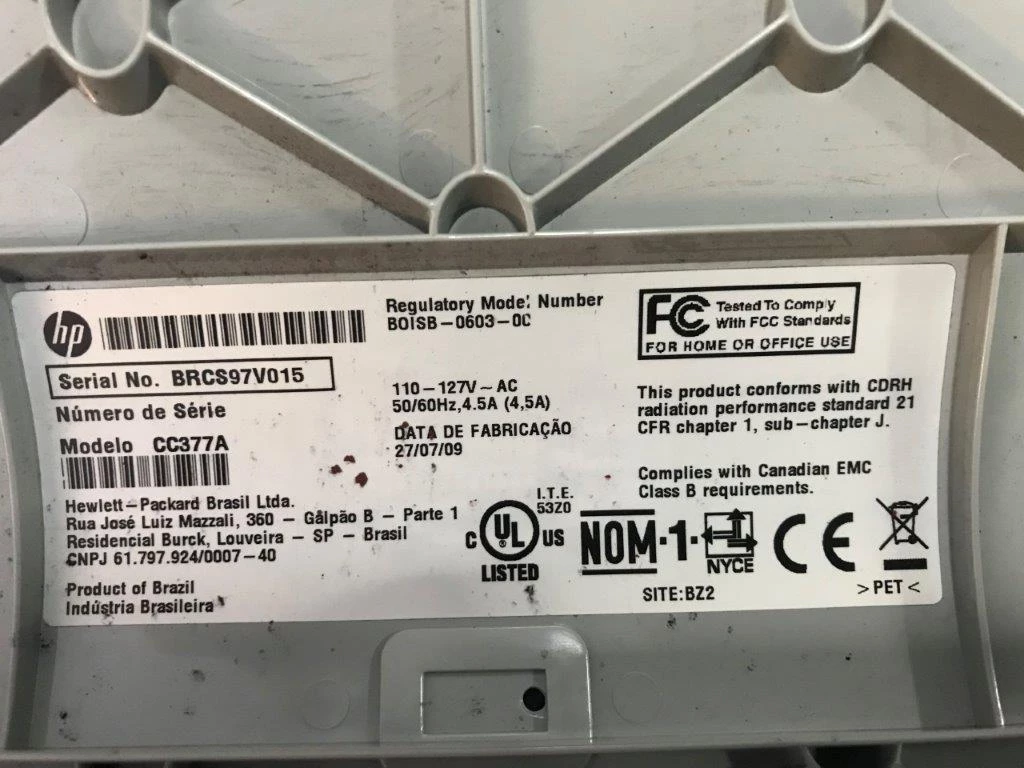 hp
Serial No. BRCS97V015
Número de Série
Modelo CC377A
Hewlett-Packard Brasil Ltda.
Rua José Luiz Mazzali, 360 - Gâlpão B - Parte 1
Residencial Burck, Louveira - SP - Brasil
CNPJ 61.797.924/0007-40
Product of Brazil
Indústria Brasileira
Regulatory Model Number
BOISB-0603-00
110-127V~AC
50/60Hz,4.5A (4,5A)
DATA DE FABRICAÇÃO
27/07/09
FC Tested To Comply
With FCC Standards
FOR HOME OR OFFICE USE
This product conforms with CDRH
radiation performance standard 21
CFR chapter 1, sub-chapter J.
Complies with Canadian EMC
Class B requirements.
I.T.E.
53Z0
C UL US
LISTED
NOM-1-
NYCE
CE
SITE:BZ2
>PET<